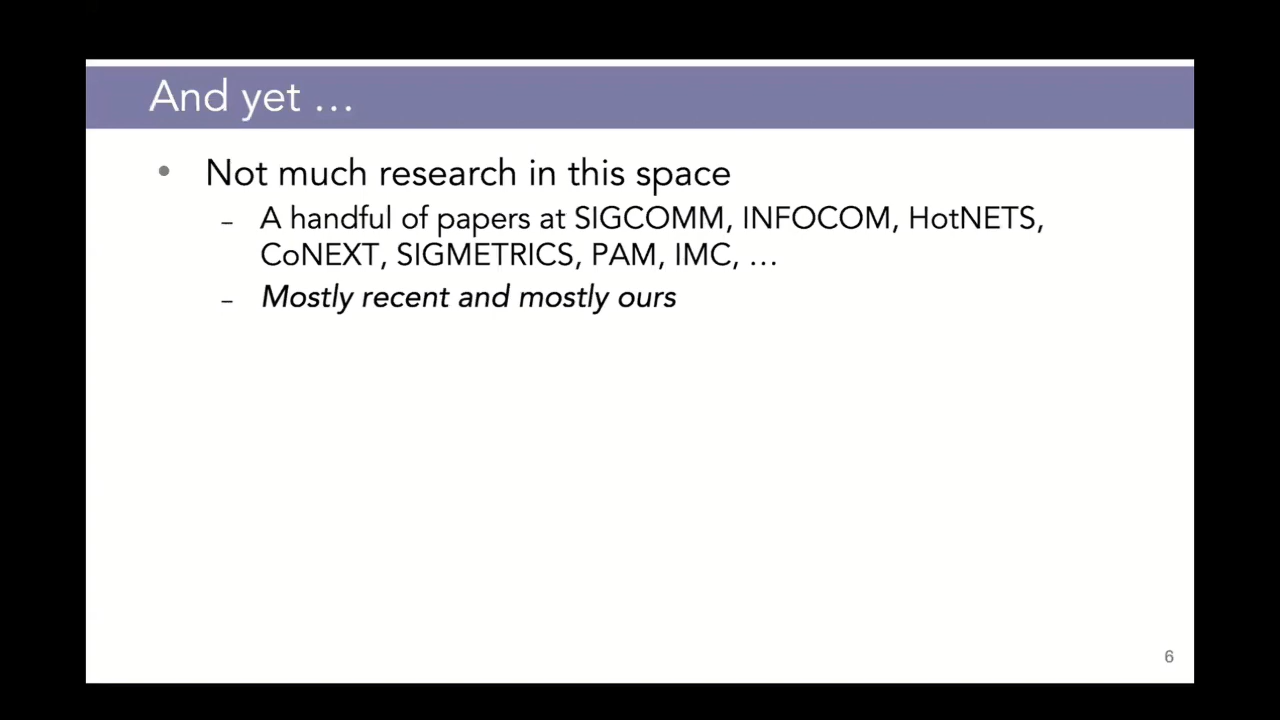 And yet …
• Not much research in this space
– A handful of papers at SIGCOMM, INFOCOM, HotNETS,
CoNEXT, SIGMETRICS, PAM, IMC, …
– Mostly recent and mostly ours
6